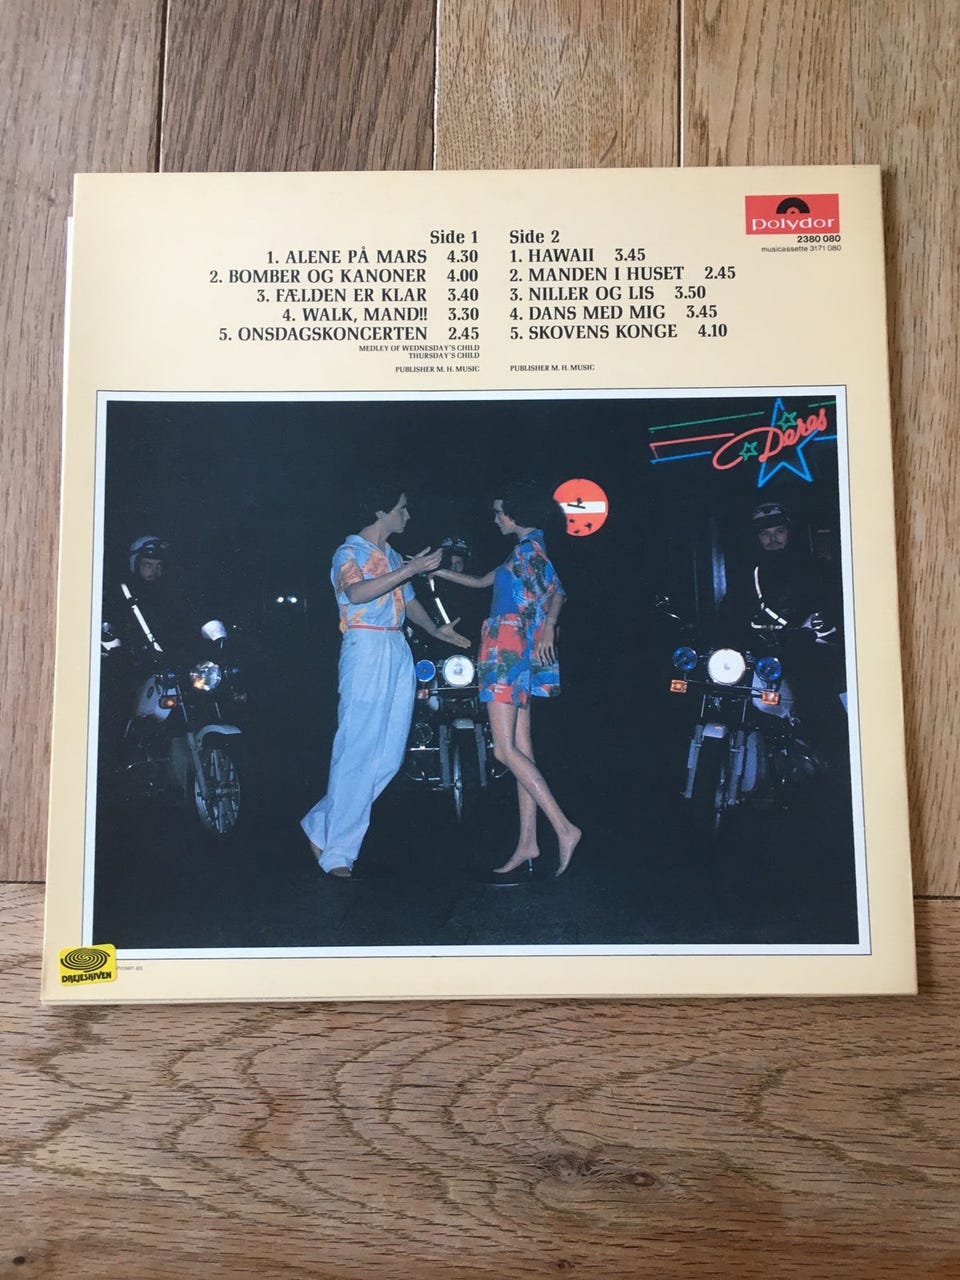 polydor
2380 080
musicassette 3171 080
Side 1
1. ALENE PÅ MARS 4.30
2. BOMBER OG KANONER 4.00
3. FÆLDEN ER KLAR 3.40
4. WALK, MAND!! 3.30
5. ONSDAGSKONCERTEN 2.45
MEDLEY OF WEDNESDAY'S CHILD
THURSDAY'S CHILD
PUBLISHER M. H. MUSIC
Side 2
1. HAWAII 3.45
2. MANDEN I HUSET 2.45
3. NILLER OG LIS 3.50
4. DANS MED MIG 3.45
5. SKOVENS KONGE 4.10
PUBLISHER M. H. MUSIC
Deres
DREJESKIVEN